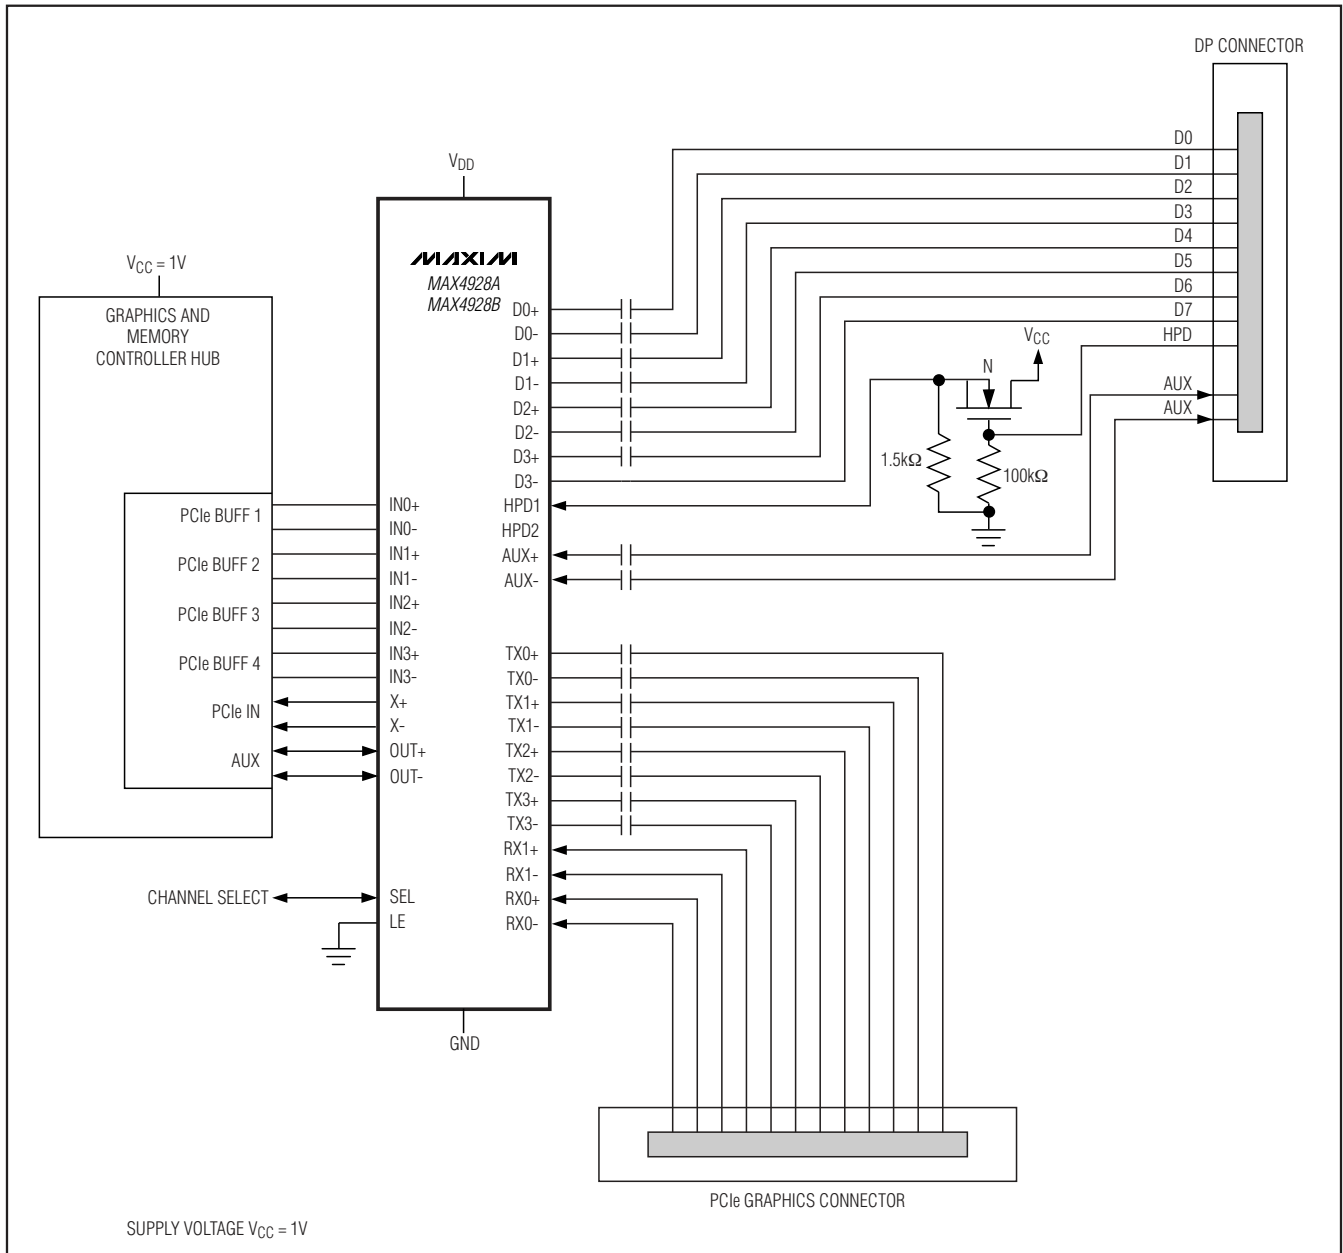 DP CONNECTOR
D0
D1
D2
D3
D4
D5
D6
D7
HPD
AUX
AUX
VCC
N
1.5kΩ
100kΩ
VDD
MAXIM
MAX4928A
MAX4928B
D0+
D0-
D1+
D1-
D2+
D2-
D3+
D3-
HPD1
HPD2
AUX+
AUX-
TX0+
TX0-
TX1+
TX1-
TX2+
TX2-
TX3+
TX3-
RX1+
RX1-
RX0+
RX0-
VCC = 1V
GRAPHICS AND
MEMORY
CONTROLLER HUB
PCIe BUFF 1
PCIe BUFF 2
PCIe BUFF 3
PCIe BUFF 4
PCIe IN
AUX
IN0+
IN0-
IN1+
IN1-
IN2+
IN2-
IN3+
IN3-
X+
X-
OUT+
OUT-
CHANNEL SELECT
SEL
LE
GND
PCIe GRAPHICS CONNECTOR
SUPPLY VOLTAGE VCC = 1V